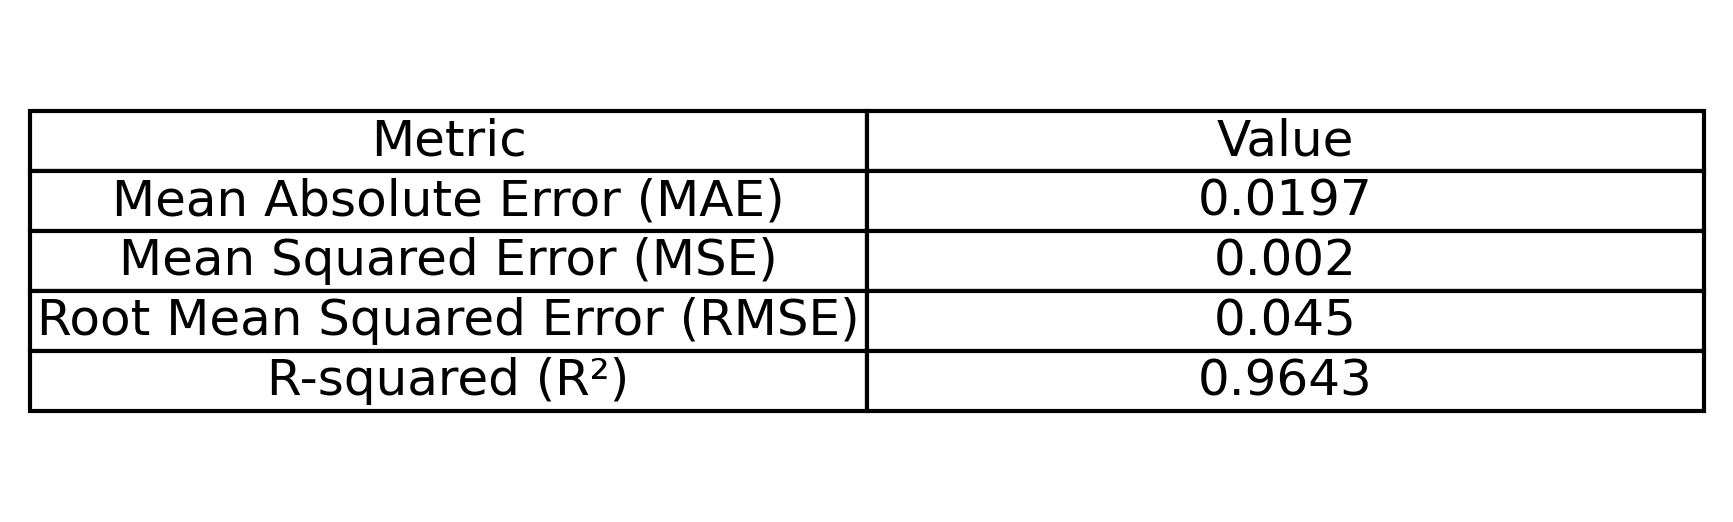 Metric Value
Mean Absolute Error (MAE) 0.0197
Mean Squared Error (MSE) 0.002
Root Mean Squared Error (RMSE) 0.045
R-squared (R²) 0.9643